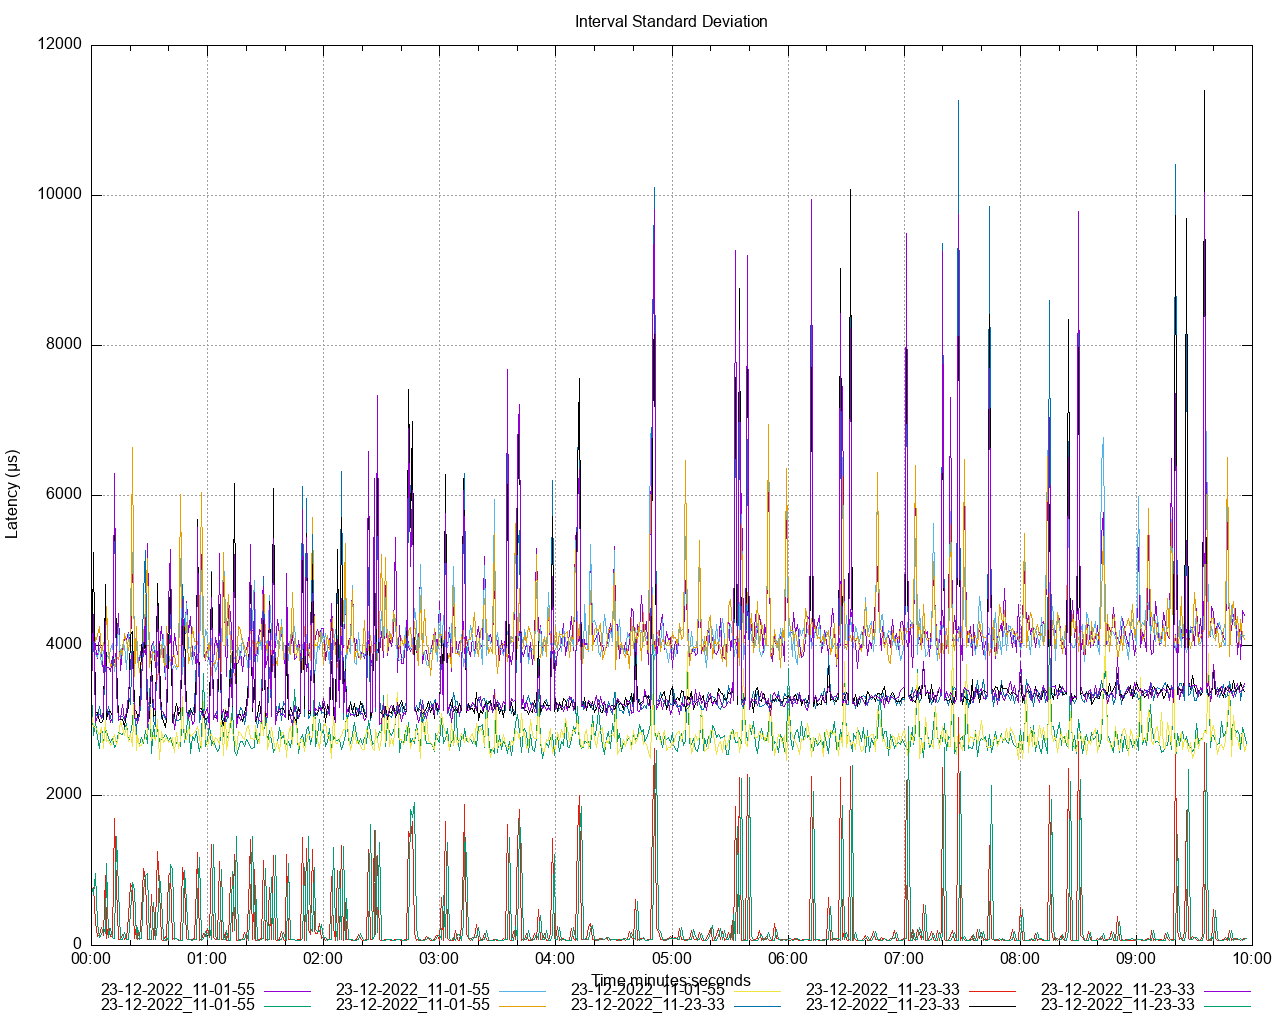 Interval Standard Deviation
12000
10000
8000
6000
4000
2000
0
Latency (µs)
00:00 01:00 02:00 03:00 04:00 05:00 06:00 07:00 08:00 09:00 10:00
Time minutes:seconds
23-12-2022_11-01-55 23-12-2022_11-01-55 23-12-2022_11-01-55 23-12-2022_11-23-33 23-12-2022_11-23-33
23-12-2022_11-01-55 23-12-2022_11-01-55 23-12-2022_11-23-33 23-12-2022_11-23-33 23-12-2022_11-23-33